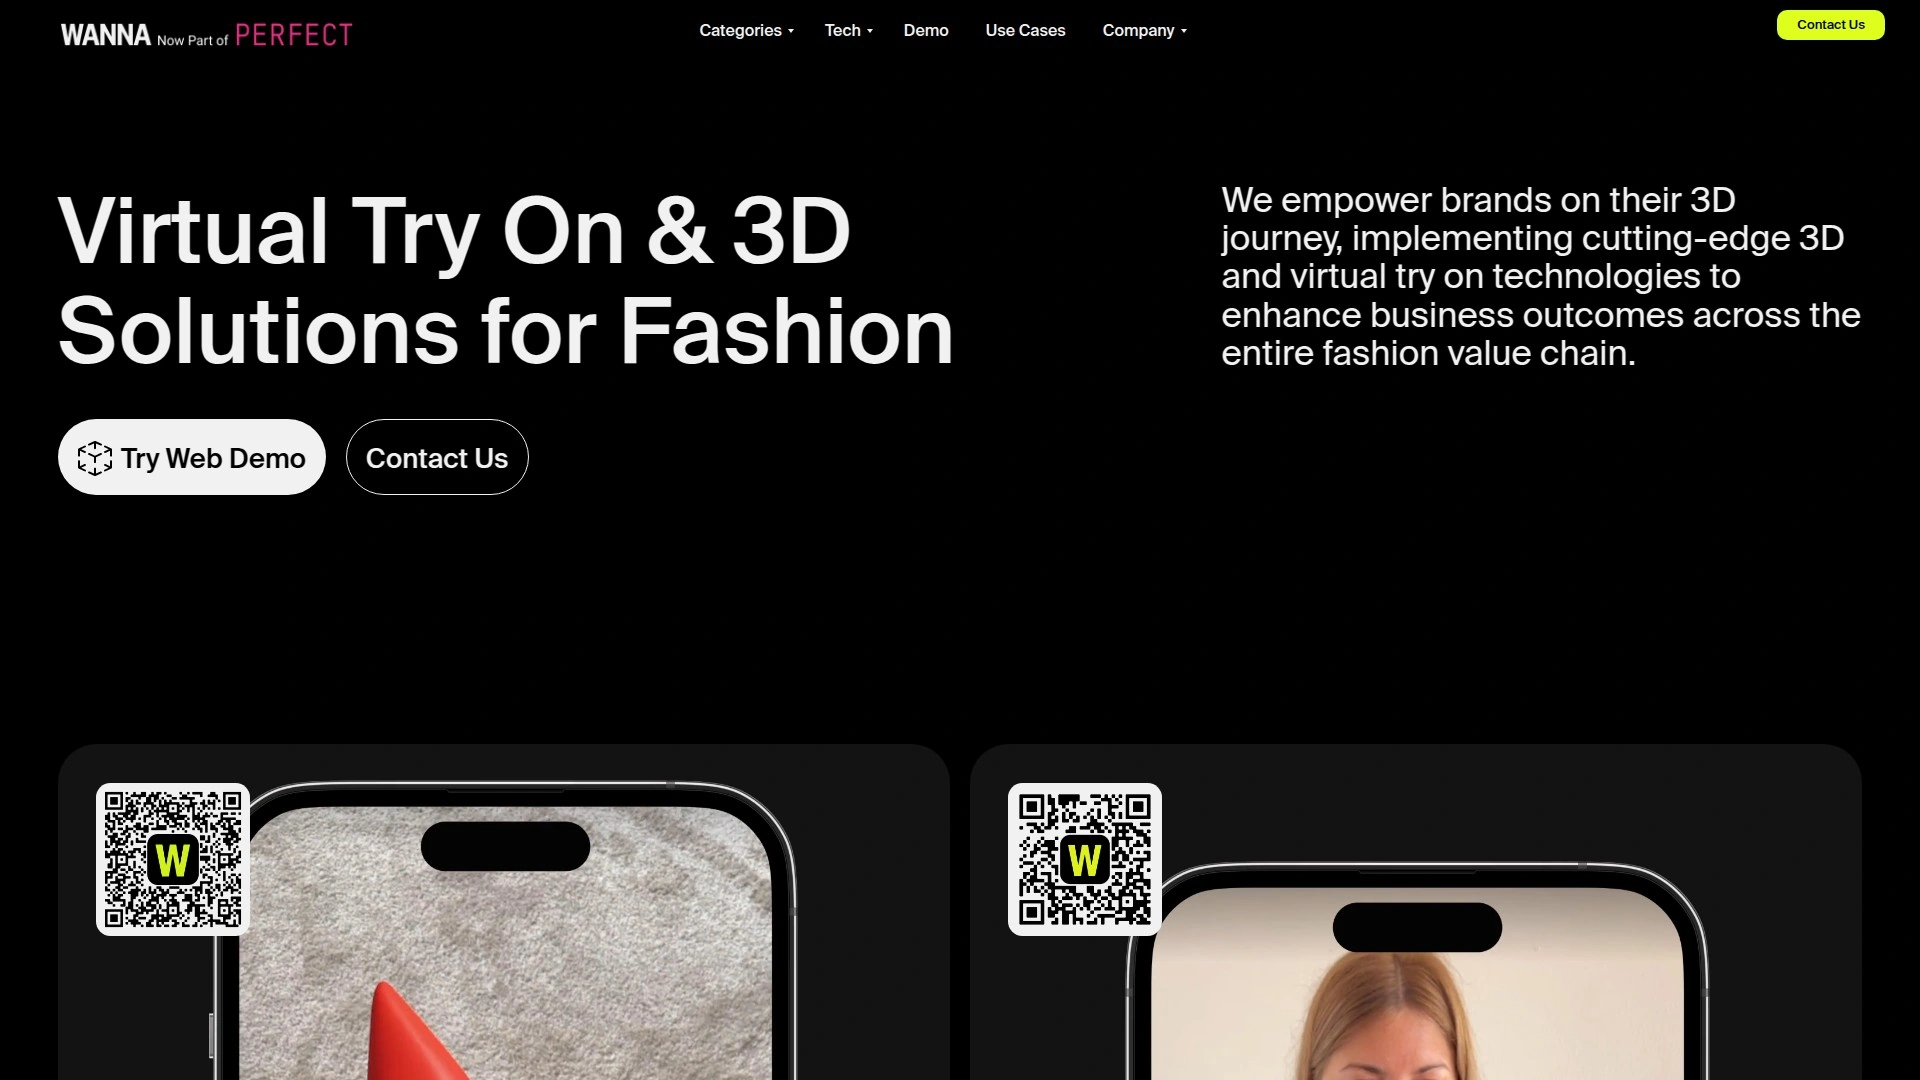 WANNA Now Part of PERFECT
Categories
Tech
Demo
Use Cases
Company
Contact Us
Virtual Try On & 3D
Solutions for Fashion
We empower brands on their 3D
journey, implementing cutting-edge 3D
and virtual try on technologies to
enhance business outcomes across the
entire fashion value chain.
Try Web Demo
Contact Us
W
W